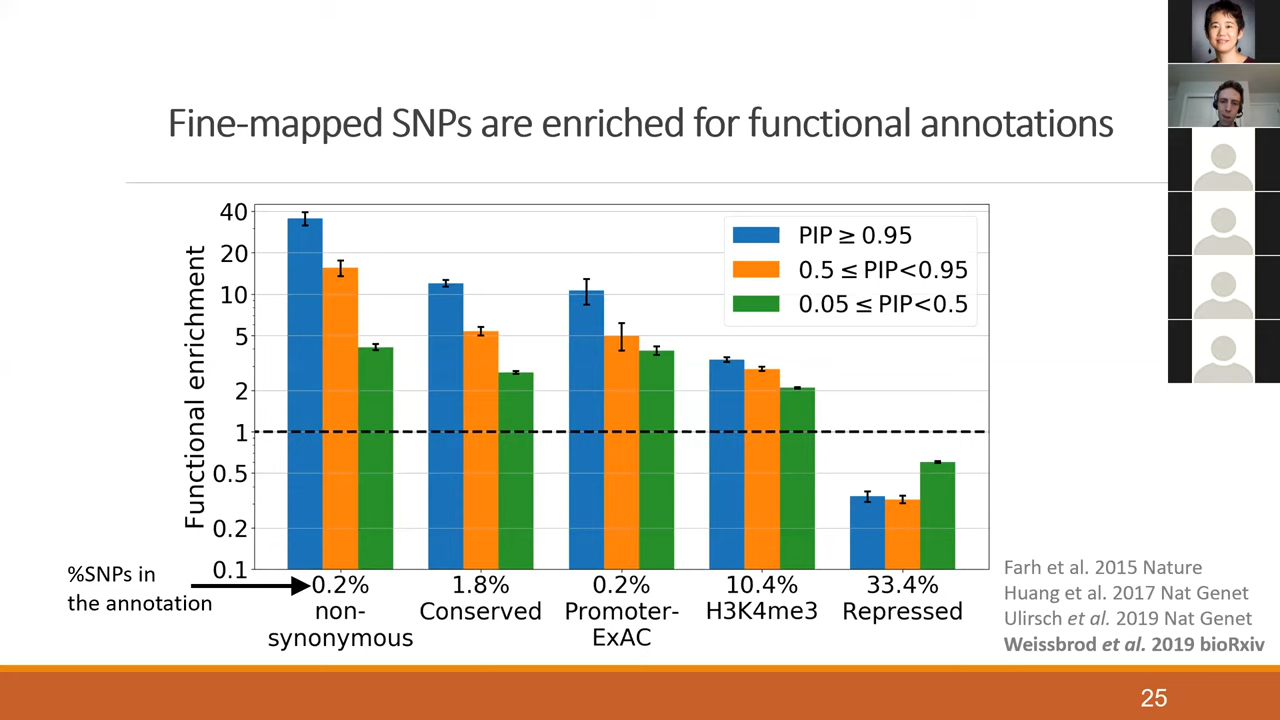 Fine-mapped SNPs are enriched for functional annotations
Functional enrichment
40
20
10
5
2
1
0.5
0.2
0.1
PIP ≥ 0.95
0.5 ≤ PIP<0.95
0.05 ≤ PIP<0.5
%SNPs in
the annotation
0.2% 1.8% 0.2% 10.4% 33.4%
non- Conserved Promoter- H3K4me3 Repressed
synonymous ExAC
Farh et al. 2015 Nature
Huang et al. 2017 Nat Genet
Ulirsch et al. 2019 Nat Genet
Weissbrod et al. 2019 bioRxiv
25